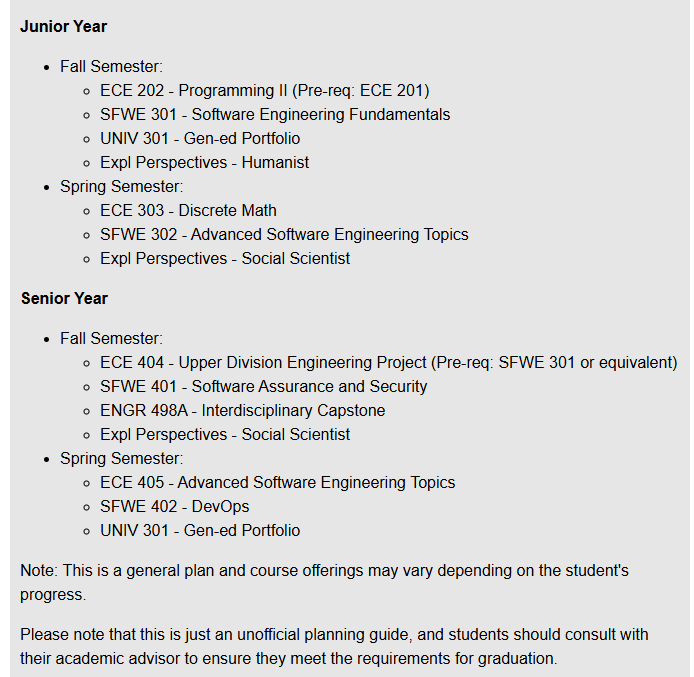 Junior Year
• Fall Semester:
◦ ECE 202 - Programming II (Pre-req: ECE 201)
◦ SFWE 301 - Software Engineering Fundamentals
◦ UNIV 301 - Gen-ed Portfolio
◦ Expl Perspectives - Humanist
• Spring Semester:
◦ ECE 303 - Discrete Math
◦ SFWE 302 - Advanced Software Engineering Topics
◦ Expl Perspectives - Social Scientist
Senior Year
• Fall Semester:
◦ ECE 404 - Upper Division Engineering Project (Pre-req: SFWE 301 or equivalent)
◦ SFWE 401 - Software Assurance and Security
◦ ENGR 498A - Interdisciplinary Capstone
◦ Expl Perspectives - Social Scientist
• Spring Semester:
◦ ECE 405 - Advanced Software Engineering Topics
◦ SFWE 402 - DevOps
◦ UNIV 301 - Gen-ed Portfolio
Note: This is a general plan and course offerings may vary depending on the student's
progress.
Please note that this is just an unofficial planning guide, and students should consult with
their academic advisor to ensure they meet the requirements for graduation.